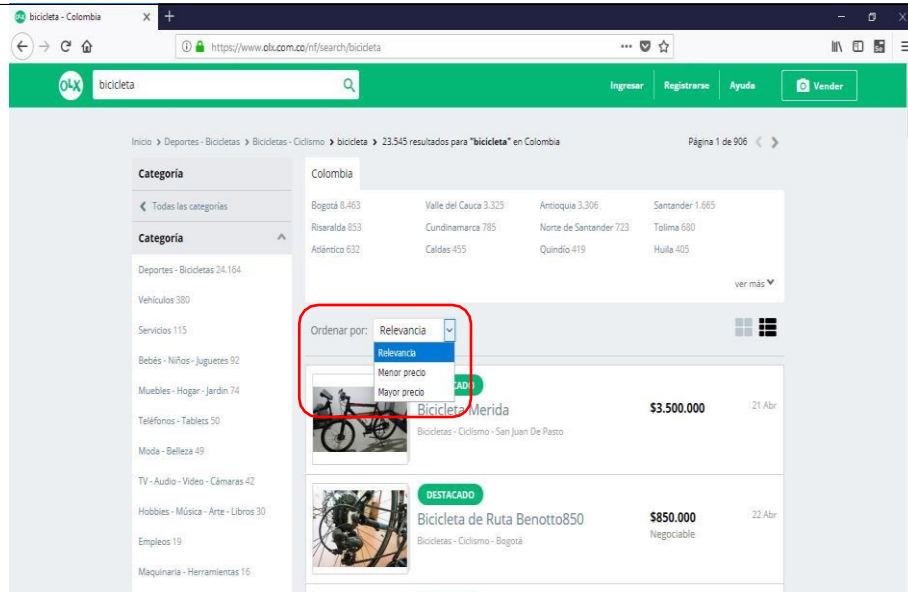 bicicleta - Colombia
https://www.olx.com.co/nf/search/bicicleta
OLX
bicicleta
Ingresar
Registrarse
Ayuda
Vender
Inicio > Deportes - Bicicletas > Bicicletas - Ciclismo > bicicleta > 23.545 resultados para "bicicleta" en Colombia
Página 1 de 906
Categoría
Todas las categorías
Categoría
Deportes - Bicicletas 24.164
Vehículos 380
Servicios 115
Bebés - Niños - Juguetes 92
Muebles - Hogar - Jardín 74
Teléfonos - Tablets 50
Moda - Belleza 49
TV - Audio - Video - Cámaras 42
Hobbies - Música - Arte - Libros 30
Empleos 19
Maquinaria - Herramientas 16
Colombia
Bogotá 8.463 Valle del Cauca 3.325 Antioquia 3.306 Santander 1.665
Risaralda 853 Cundinamarca 785 Norte de Santander 723 Tolima 680
Atlántico 632 Caldas 455 Quindío 419 Huila 405
ver más
Ordenar por: Relevancia
Relevancia
Menor precio
Mayor precio
Bicicleta Merida
Bicicletas - Ciclismo - San Juan De Pasto
$3.500.000
21 Abr
DESTACADO
Bicicleta de Ruta Benotto850
Bicicletas - Ciclismo - Bogotá
$850.000
Negociable
22 Abr